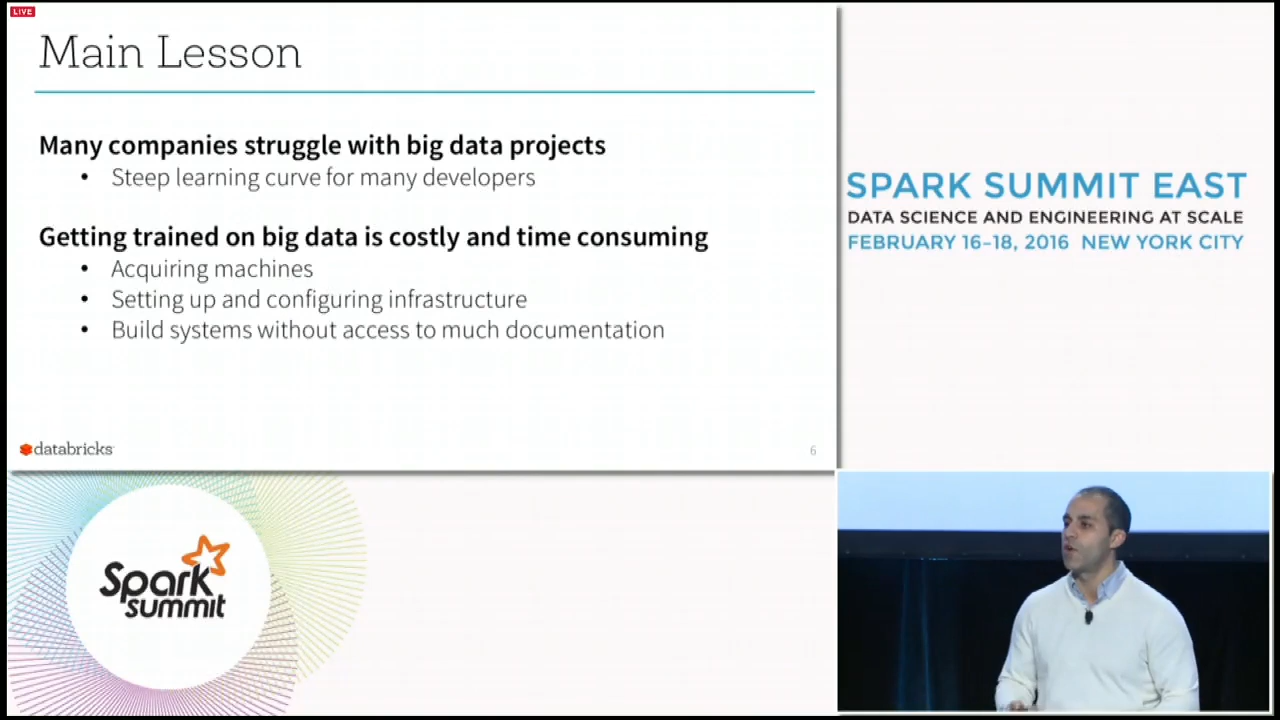 LIVE
Main Lesson
Many companies struggle with big data projects
• Steep learning curve for many developers
Getting trained on big data is costly and time consuming
• Acquiring machines
• Setting up and configuring infrastructure
• Build systems without access to much documentation
databricks
6
SPARK SUMMIT EAST
DATA SCIENCE AND ENGINEERING AT SCALE
FEBRUARY 16–18, 2016 NEW YORK CITY
Spark
summit